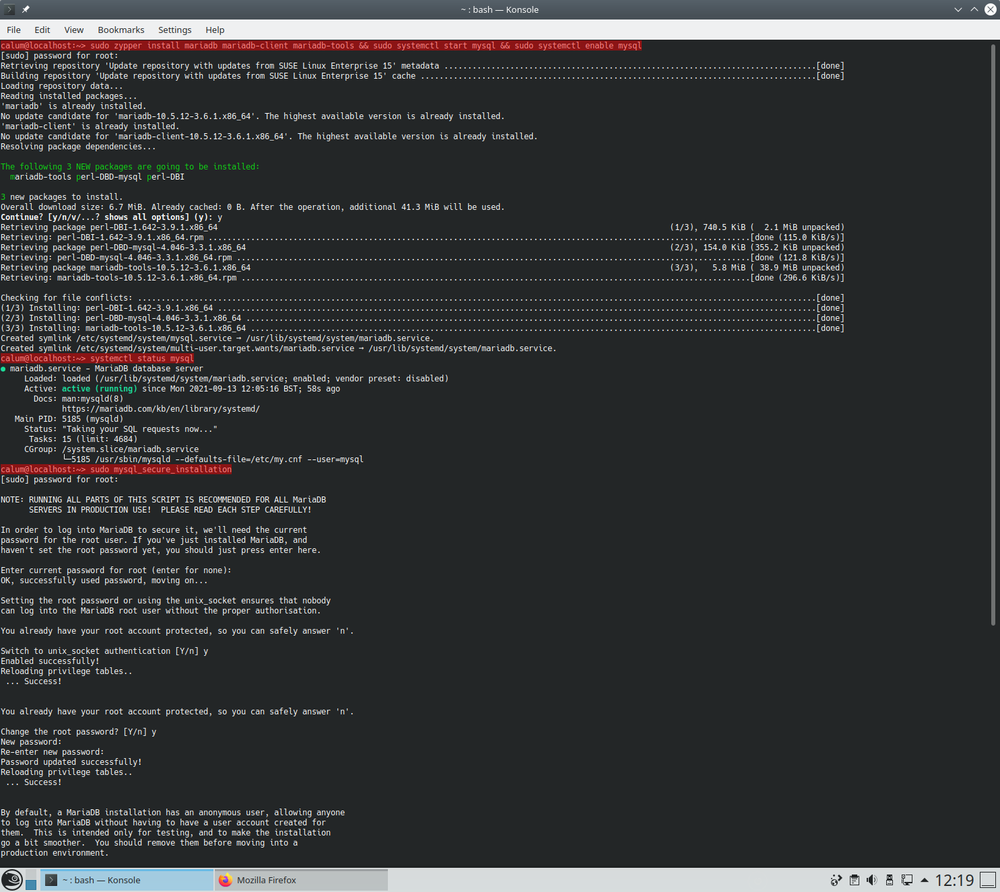 ~ : bash — Konsole
File Edit View Bookmarks Settings Help
calum@localhost:~> sudo zypper install mariadb mariadb-client mariadb-tools && sudo systemctl start mysql && sudo systemctl enable mysql
[sudo] password for root:
Retrieving repository 'Update repository with updates from SUSE Linux Enterprise 15' metadata ...............................................................................[done]
Building repository 'Update repository with updates from SUSE Linux Enterprise 15' cache ....................................................................................[done]
Loading repository data...
Reading installed packages...
'mariadb' is already installed.
No update candidate for 'mariadb-10.5.12-3.6.1.x86_64'. The highest available version is already installed.
'mariadb-client' is already installed.
No update candidate for 'mariadb-client-10.5.12-3.6.1.x86_64'. The highest available version is already installed.
Resolving package dependencies...
The following 3 NEW packages are going to be installed:
mariadb-tools perl-DBD-mysql perl-DBI
3 new packages to install.
Overall download size: 6.7 MiB. Already cached: 0 B. After the operation, additional 41.3 MiB will be used.
Continue? [y/n/v/...? shows all options] (y): y
Retrieving package perl-DBI-1.642-3.9.1.x86_64 (1/3), 740.5 KiB ( 2.1 MiB unpacked)
Retrieving: perl-DBI-1.642-3.9.1.x86_64.rpm ...................................................................................................................[done (115.0 KiB/s)]
Retrieving package perl-DBD-mysql-4.046-3.3.1.x86_64 (2/3), 154.0 KiB (355.2 KiB unpacked)
Retrieving: perl-DBD-mysql-4.046-3.3.1.x86_64.rpm .............................................................................................................[done (121.8 KiB/s)]
Retrieving package mariadb-tools-10.5.12-3.6.1.x86_64 (3/3), 5.8 MiB ( 38.9 MiB unpacked)
Retrieving: mariadb-tools-10.5.12-3.6.1.x86_64.rpm ............................................................................................................[done (296.6 KiB/s)]
Checking for file conflicts: ................................................................................................................................................[done]
(1/3) Installing: perl-DBI-1.642-3.9.1.x86_64 ...............................................................................................................................[done]
(2/3) Installing: perl-DBD-mysql-4.046-3.3.1.x86_64 .........................................................................................................................[done]
(3/3) Installing: mariadb-tools-10.5.12-3.6.1.x86_64 ........................................................................................................................[done]
Created symlink /etc/systemd/system/mysql.service → /usr/lib/systemd/system/mariadb.service.
Created symlink /etc/systemd/system/multi-user.target.wants/mariadb.service → /usr/lib/systemd/system/mariadb.service.
calum@localhost:~> systemctl status mysql
● mariadb.service - MariaDB database server
Loaded: loaded (/usr/lib/systemd/system/mariadb.service; enabled; vendor preset: disabled)
Active: active (running) since Mon 2021-09-13 12:05:16 BST; 58s ago
Docs: man:mysqld(8)
https://mariadb.com/kb/en/library/systemd/
Main PID: 5185 (mysqld)
Status: "Taking your SQL requests now..."
Tasks: 15 (limit: 4684)
CGroup: /system.slice/mariadb.service
└─5185 /usr/sbin/mysqld --defaults-file=/etc/my.cnf --user=mysql
calum@localhost:~> sudo mysql_secure_installation
[sudo] password for root:
NOTE: RUNNING ALL PARTS OF THIS SCRIPT IS RECOMMENDED FOR ALL MariaDB
SERVERS IN PRODUCTION USE! PLEASE READ EACH STEP CAREFULLY!
In order to log into MariaDB to secure it, we'll need the current
password for the root user. If you've just installed MariaDB, and
haven't set the root password yet, you should just press enter here.
Enter current password for root (enter for none):
OK, successfully used password, moving on...
Setting the root password or using the unix_socket ensures that nobody
can log into the MariaDB root user without the proper authorisation.
You already have your root account protected, so you can safely answer 'n'.
Switch to unix_socket authentication [Y/n] y
Enabled successfully!
Reloading privilege tables..
... Success!
You already have your root account protected, so you can safely answer 'n'.
Change the root password? [Y/n] y
New password:
Re-enter new password:
Password updated successfully!
Reloading privilege tables..
... Success!
By default, a MariaDB installation has an anonymous user, allowing anyone
to log into MariaDB without having to have a user account created for
them. This is intended only for testing, and to make the installation
go a bit smoother. You should remove them before moving into a
production environment.
~ : bash — Konsole Mozilla Firefox 12:19